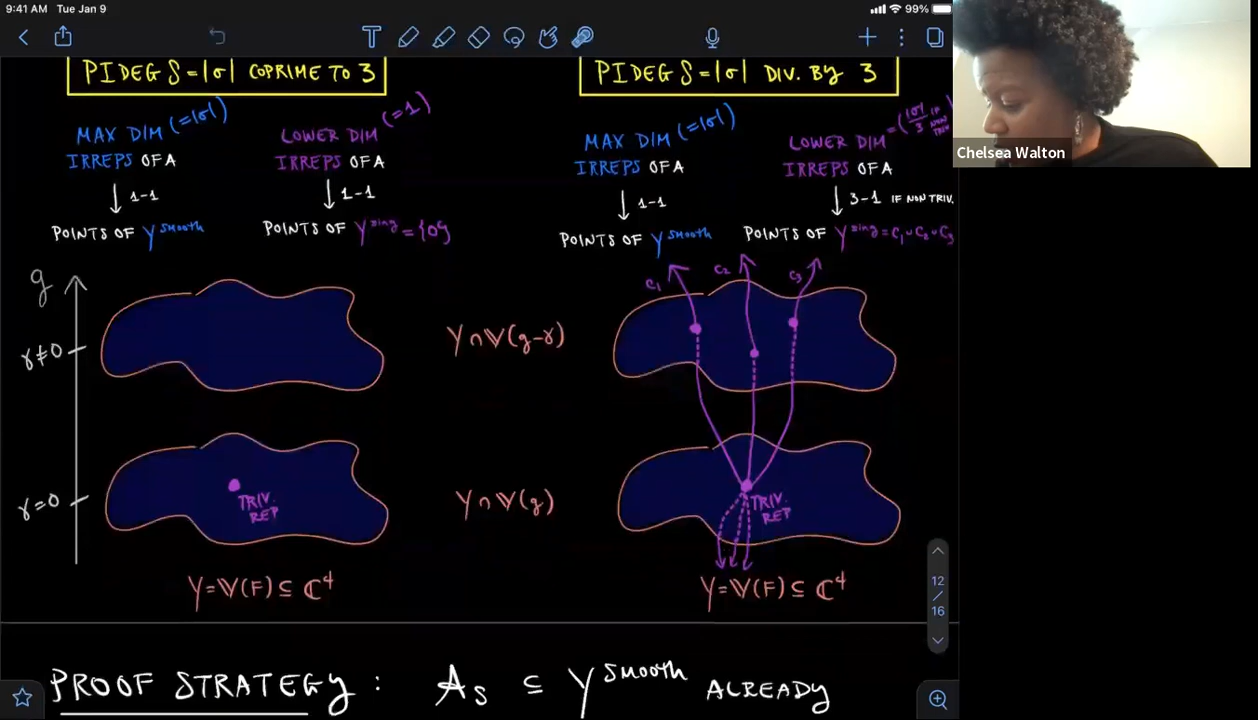 9:41 AM Tue Jan 9
99%
PIDEG S=|σ| COPRIME TO 3
PIDEG S=|σ| DIV. BY 3
MAX DIM (=|σ|)
IRREPS OF A
↓ 1-1
POINTS OF Y^smooth
LOWER DIM (=1)
IRREPS OF A
↓ 1-1
POINTS OF Y^sing = {0}
MAX DIM (=|σ|)
IRREPS OF A
↓ 1-1
POINTS OF Y^smooth
LOWER DIM =(|σ|/3 IF NON TRIV
IRREPS OF A
↓ 3-1 IF NON TRIV.
POINTS OF Y^sing = C₁∪C₂∪C₃
g
γ≠0
γ=0
Y∩𝕍(g-γ)
Y∩𝕍(g)
C₁
C₂
C₃
TRIV.
REP
TRIV.
REP
Y=𝕍(F)⊆ ℂ⁴
Y=𝕍(F)⊆ ℂ⁴
PROOF STRATEGY: A_S ⊆ Y^smooth ALREADY
12
/
16
Chelsea Walton